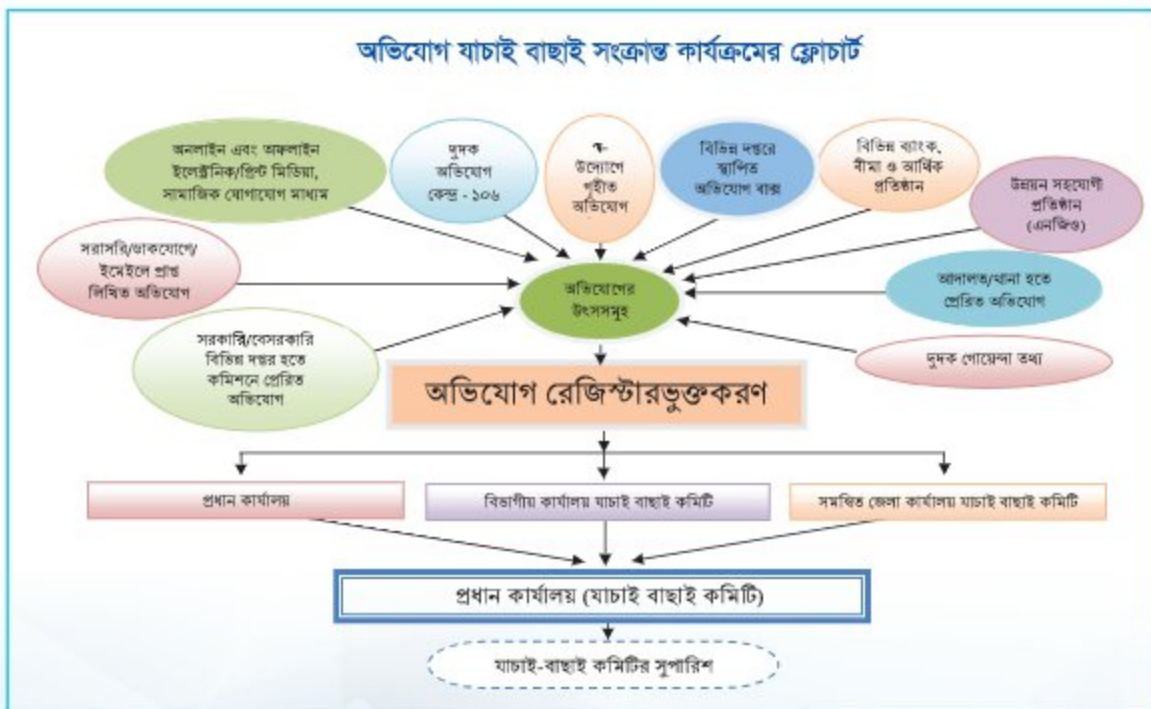 অভিযোগ যাচাই বাছাই সংক্রান্ত কার্যক্রমের ফ্লোচার্ট
অনলাইন এবং অফলাইন
ইলেক্ট্রনিক/প্রিন্ট মিডিয়া,
সামাজিক যোগাযোগ মাধ্যম
দুদক
অভিযোগ
কেন্দ্র - ১০৬
স্ব-
উদ্যোগে
গৃহীত
অভিযোগ
বিভিন্ন দপ্তরে
স্থাপিত
অভিযোগ বাক্স
বিভিন্ন ব্যাংক,
বীমা ও আর্থিক
প্রতিষ্ঠান
উন্নয়ন সহযোগী
প্রতিষ্ঠান
(এনজিও)
সরাসরি/ডাকযোগে/
ইমেইলে প্রাপ্ত
লিখিত অভিযোগ
অভিযোগের
উৎসসমুহ
আদালত/থানা হতে
প্রেরিত অভিযোগ
সরকারি/বেসরকারি
বিভিন্ন দপ্তর হতে
কমিশনে প্রেরিত
অভিযোগ
দুদক গোয়েন্দা তথ্য
অভিযোগ রেজিস্টারভুক্তকরণ
প্রধান কার্যালয়
বিভাগীয় কার্যালয় যাচাই বাছাই কমিটি
সমন্বিত জেলা কার্যালয় যাচাই বাছাই কমিটি
প্রধান কার্যালয় (যাচাই বাছাই কমিটি)
যাচাই-বাছাই কমিটির সুপারিশ